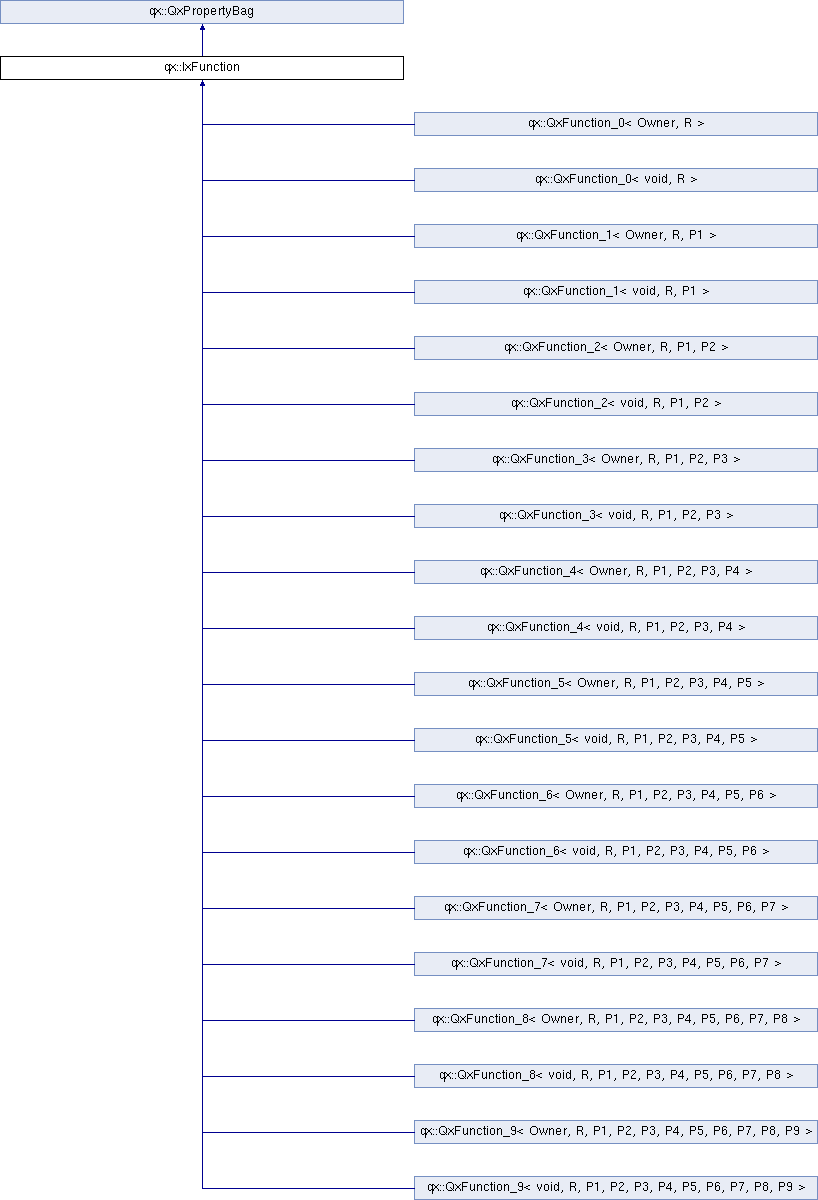 qx::QxPropertyBag
qx::IxFunction
qx::QxFunction_0< Owner, R >
qx::QxFunction_0< void, R >
qx::QxFunction_1< Owner, R, P1 >
qx::QxFunction_1< void, R, P1 >
qx::QxFunction_2< Owner, R, P1, P2 >
qx::QxFunction_2< void, R, P1, P2 >
qx::QxFunction_3< Owner, R, P1, P2, P3 >
qx::QxFunction_3< void, R, P1, P2, P3 >
qx::QxFunction_4< Owner, R, P1, P2, P3, P4 >
qx::QxFunction_4< void, R, P1, P2, P3, P4 >
qx::QxFunction_5< Owner, R, P1, P2, P3, P4, P5 >
qx::QxFunction_5< void, R, P1, P2, P3, P4, P5 >
qx::QxFunction_6< Owner, R, P1, P2, P3, P4, P5, P6 >
qx::QxFunction_6< void, R, P1, P2, P3, P4, P5, P6 >
qx::QxFunction_7< Owner, R, P1, P2, P3, P4, P5, P6, P7 >
qx::QxFunction_7< void, R, P1, P2, P3, P4, P5, P6, P7 >
qx::QxFunction_8< Owner, R, P1, P2, P3, P4, P5, P6, P7, P8 >
qx::QxFunction_8< void, R, P1, P2, P3, P4, P5, P6, P7, P8 >
qx::QxFunction_9< Owner, R, P1, P2, P3, P4, P5, P6, P7, P8, P9 >
qx::QxFunction_9< void, R, P1, P2, P3, P4, P5, P6, P7, P8, P9 >